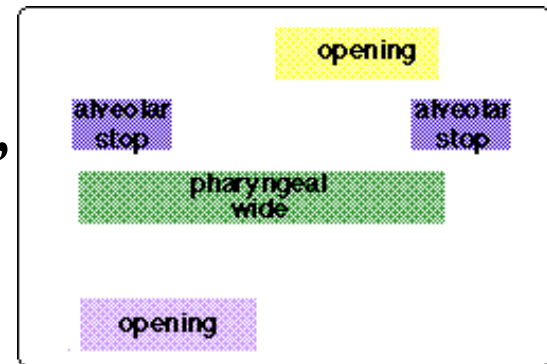 opening
alveolar
stop
alveolar
stop
pharyngeal
wide
opening
,